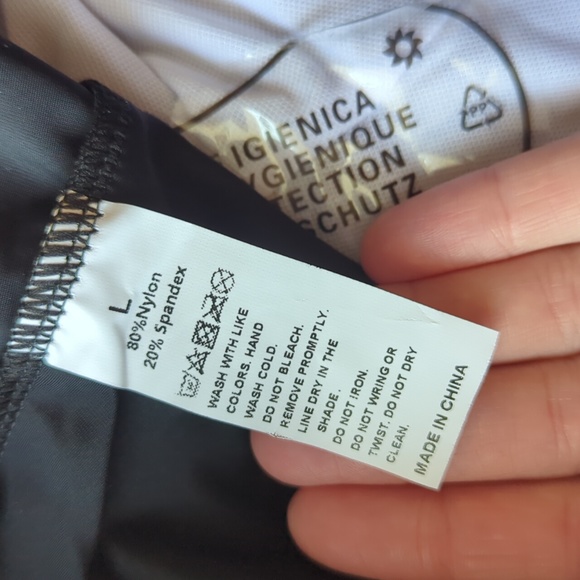 IGIENICA
YGIENIQUE
TECTION
SCHUTZ
PP
L
80%Nylon
20% Spandex
WASH WITH LIKE
COLORS. HAND
WASH COLD.
DO NOT BLEACH.
REMOVE PROMPTLY.
LINE DRY IN THE
SHADE.
DO NOT IRON.
DO NOT WRING OR
TWIST. DO NOT DRY
CLEAN.
MADE IN CHINA